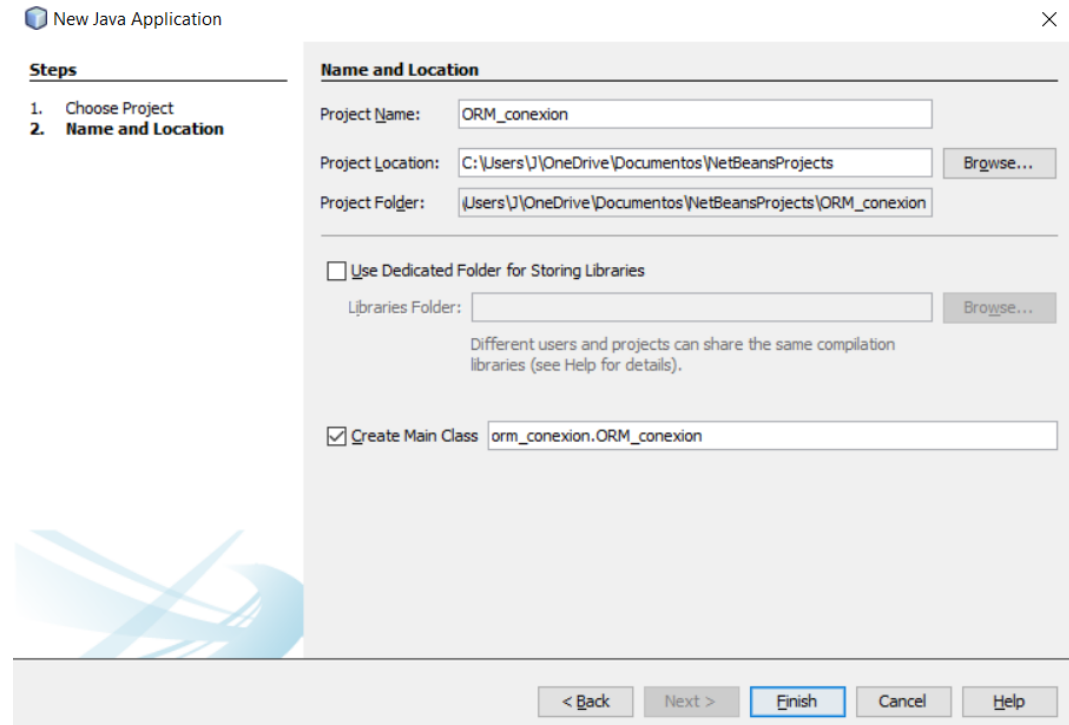 New Java Application
Steps
1. Choose Project
2. Name and Location
Name and Location
Project Name: ORM_conexion
Project Location: C:\Users\J\OneDrive\Documentos\NetBeansProjects Browse...
Project Folder: \Users\J\OneDrive\Documentos\NetBeansProjects\ORM_conexion
Use Dedicated Folder for Storing Libraries
Libraries Folder: Browse...
Different users and projects can share the same compilation
libraries (see Help for details).
Create Main Class orm_conexion.ORM_conexion
< Back Next > Finish Cancel Help